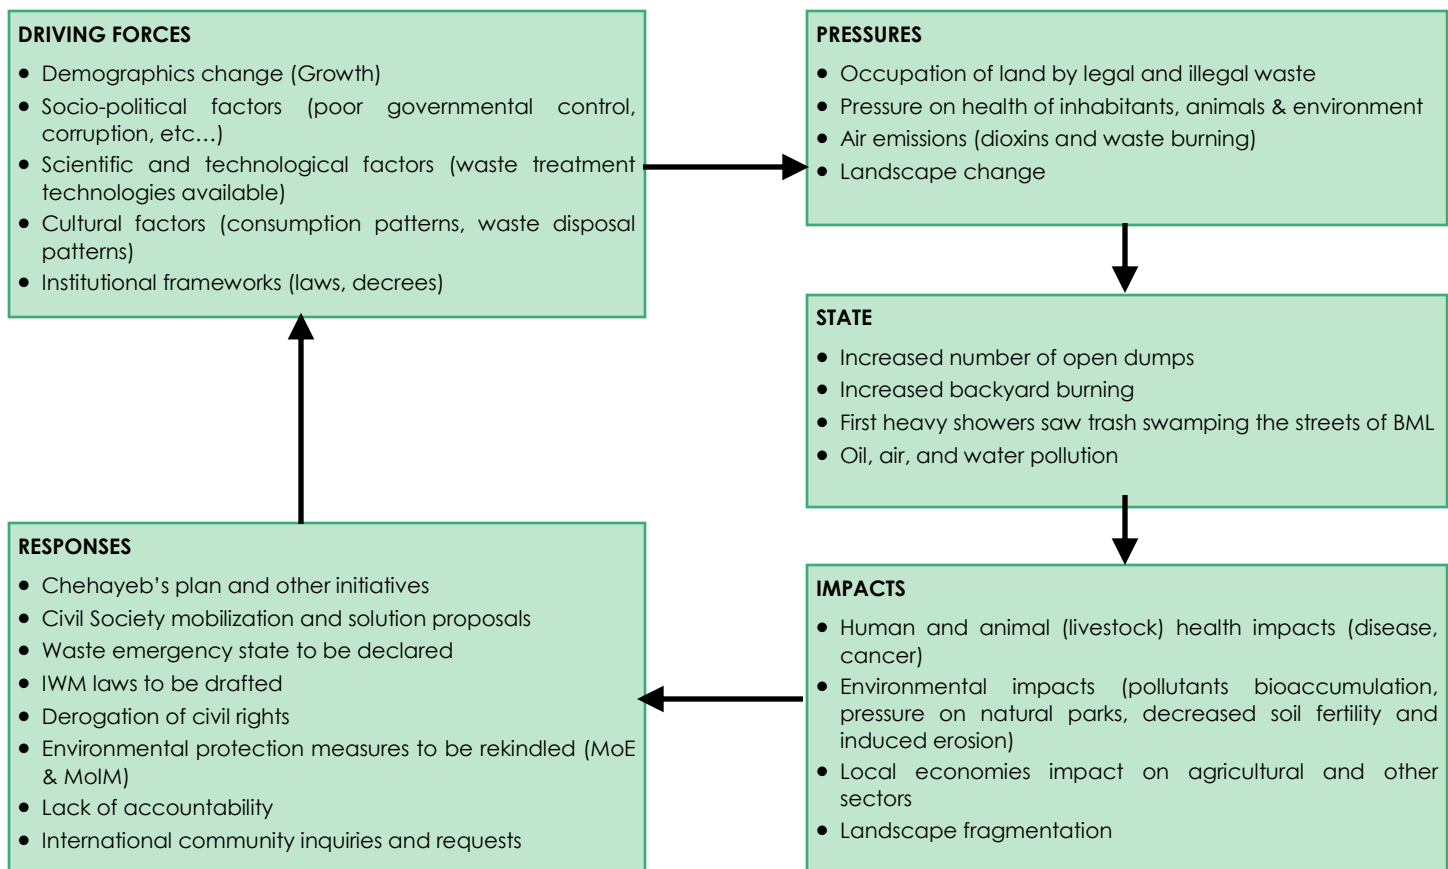 DRIVING FORCES
• Demographics change (Growth)
• Socio-political factors (poor governmental control,
corruption, etc…)
• Scientific and technological factors (waste treatment
technologies available)
• Cultural factors (consumption patterns, waste disposal
patterns)
• Institutional frameworks (laws, decrees)
PRESSURES
• Occupation of land by legal and illegal waste
• Pressure on health of inhabitants, animals & environment
• Air emissions (dioxins and waste burning)
• Landscape change
STATE
• Increased number of open dumps
• Increased backyard burning
• First heavy showers saw trash swamping the streets of BML
• Oil, air, and water pollution
IMPACTS
• Human and animal (livestock) health impacts (disease,
cancer)
• Environmental impacts (pollutants bioaccumulation,
pressure on natural parks, decreased soil fertility and
induced erosion)
• Local economies impact on agricultural and other
sectors
• Landscape fragmentation
RESPONSES
• Chehayeb’s plan and other initiatives
• Civil Society mobilization and solution proposals
• Waste emergency state to be declared
• IWM laws to be drafted
• Derogation of civil rights
• Environmental protection measures to be rekindled (MoE
& MoIM)
• Lack of accountability
• International community inquiries and requests